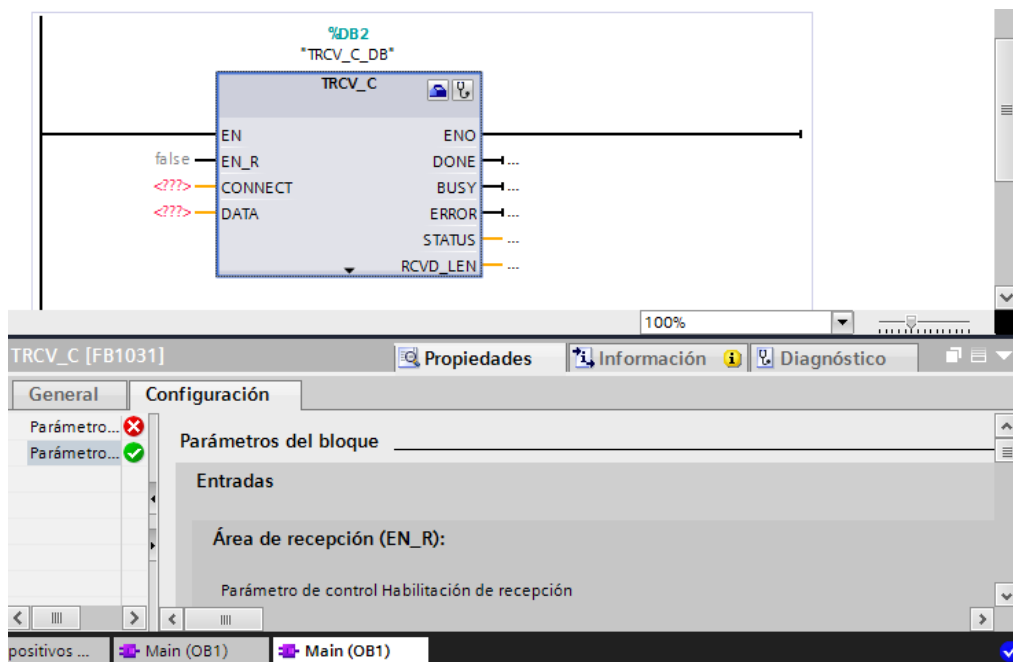 %DB2
"TRCV_C_DB"
TRCV_C
EN ENO
false EN_R DONE ...
<???> CONNECT BUSY ...
<???> DATA ERROR ...
STATUS ...
RCVD_LEN ...
100%
TRCV_C [FB1031] Propiedades Información Diagnóstico
General Configuración
Parámetro...
Parámetro...
Parámetros del bloque
Entradas
Área de recepción (EN_R):
Parámetro de control Habilitación de recepción
positivos ... Main (OB1) Main (OB1)